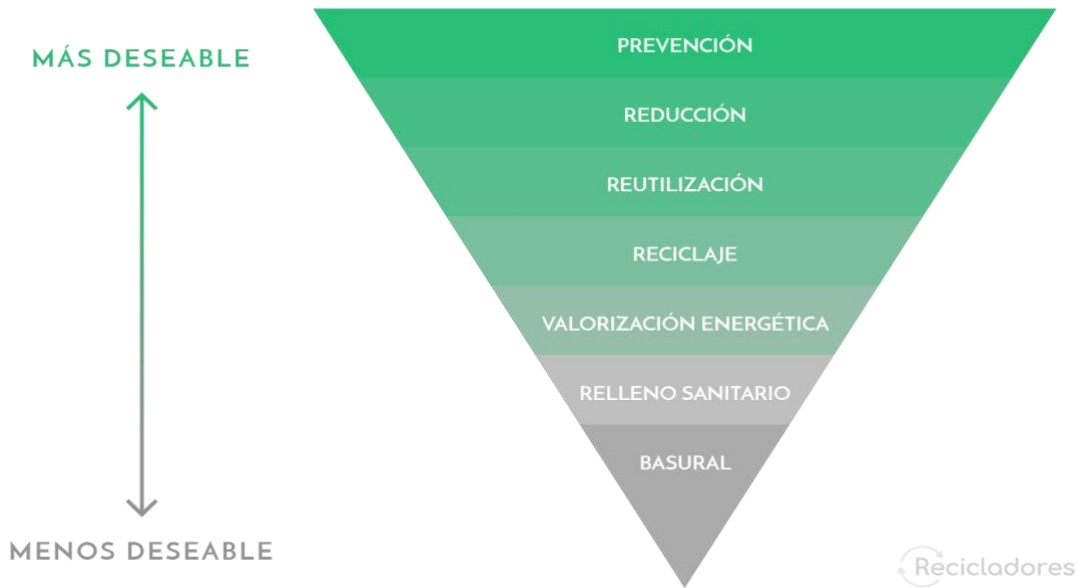 MÁS DESEABLE
PREVENCIÓN
REDUCCIÓN
REUTILIZACIÓN
RECICLAJE
VALORIZACIÓN ENERGÉTICA
RELLENO SANITARIO
BASURAL
MENOS DESEABLE
Recicladores